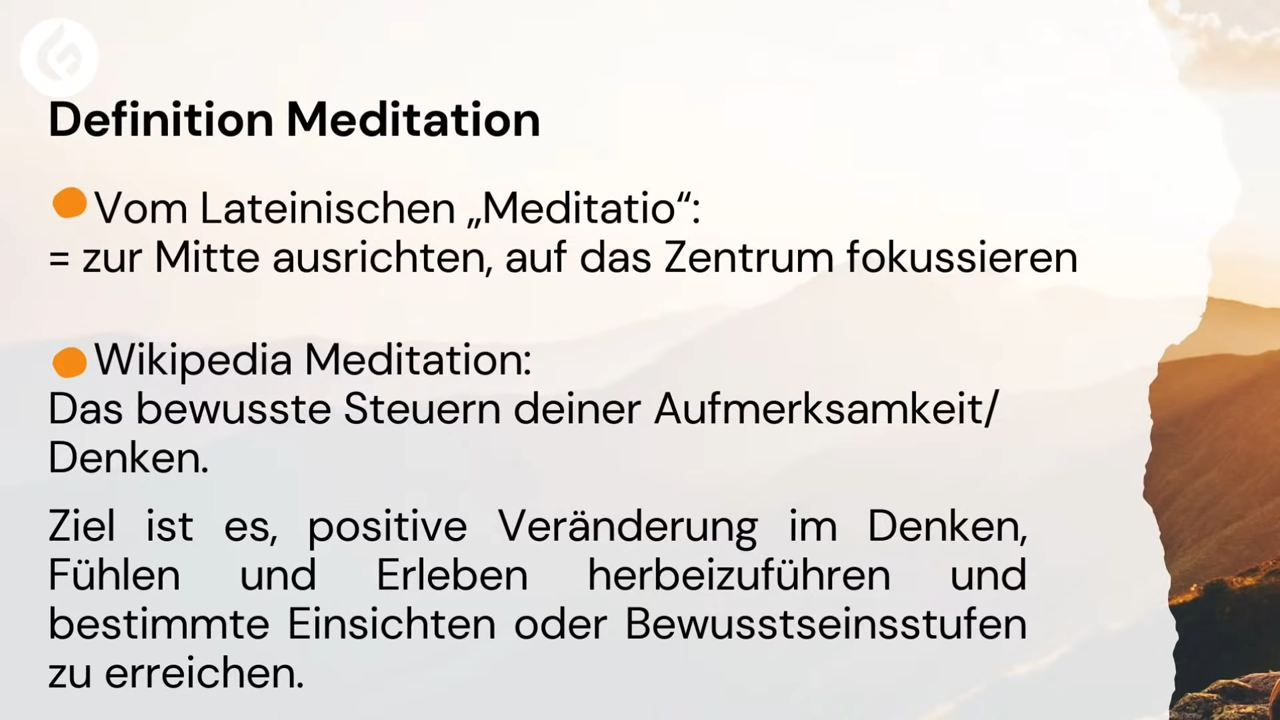 Definition Meditation
Vom Lateinischen „Meditatio“:
= zur Mitte ausrichten, auf das Zentrum fokussieren
Wikipedia Meditation:
Das bewusste Steuern deiner Aufmerksamkeit/
Denken.
Ziel ist es, positive Veränderung im Denken,
Fühlen und Erleben herbeizuführen und
bestimmte Einsichten oder Bewusstseinsstufen
zu erreichen.